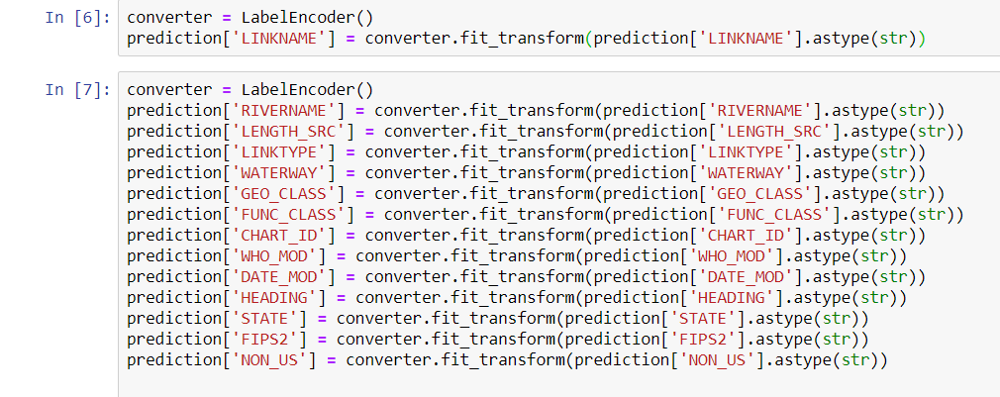 In [6]: converter = LabelEncoder()
prediction['LINKNAME'] = converter.fit_transform(prediction['LINKNAME'].astype(str))
In [7]: converter = LabelEncoder()
prediction['RIVERNAME'] = converter.fit_transform(prediction['RIVERNAME'].astype(str))
prediction['LENGTH_SRC'] = converter.fit_transform(prediction['LENGTH_SRC'].astype(str))
prediction['LINKTYPE'] = converter.fit_transform(prediction['LINKTYPE'].astype(str))
prediction['WATERWAY'] = converter.fit_transform(prediction['WATERWAY'].astype(str))
prediction['GEO_CLASS'] = converter.fit_transform(prediction['GEO_CLASS'].astype(str))
prediction['FUNC_CLASS'] = converter.fit_transform(prediction['FUNC_CLASS'].astype(str))
prediction['CHART_ID'] = converter.fit_transform(prediction['CHART_ID'].astype(str))
prediction['WHO_MOD'] = converter.fit_transform(prediction['WHO_MOD'].astype(str))
prediction['DATE_MOD'] = converter.fit_transform(prediction['DATE_MOD'].astype(str))
prediction['HEADING'] = converter.fit_transform(prediction['HEADING'].astype(str))
prediction['STATE'] = converter.fit_transform(prediction['STATE'].astype(str))
prediction['FIPS2'] = converter.fit_transform(prediction['FIPS2'].astype(str))
prediction['NON_US'] = converter.fit_transform(prediction['NON_US'].astype(str))